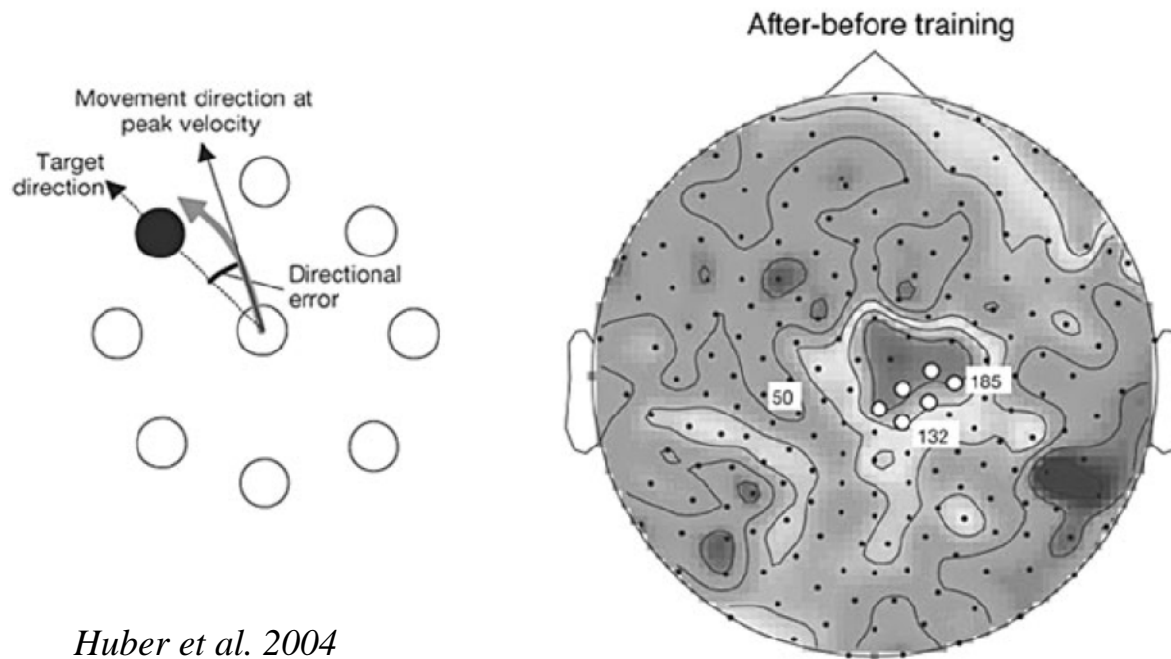 After-before training
Movement direction at
peak velocity
Target
direction
Directional
error
50
185
132
Huber et al. 2004